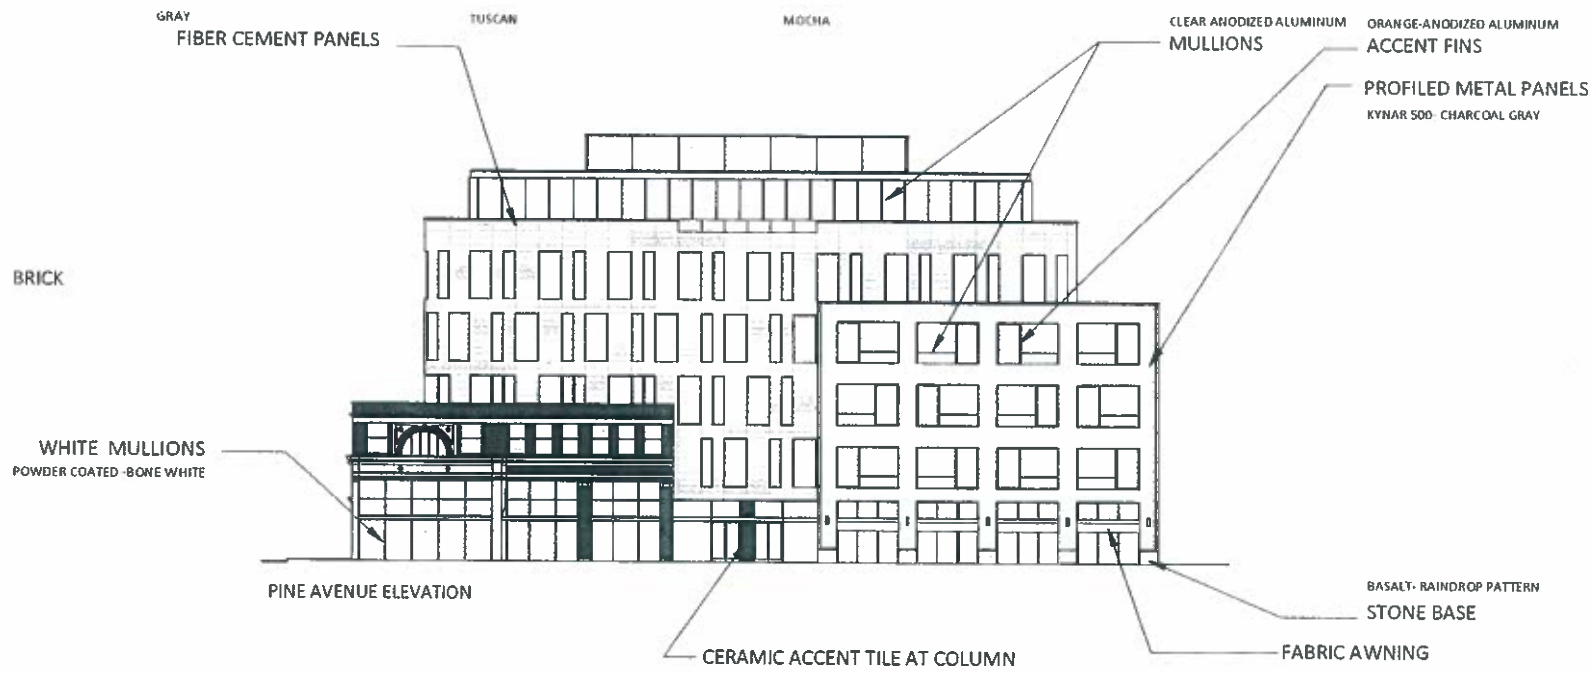 GRAY
TUSCAN
MOCHA
FIBER CEMENT PANELS
CLEAR ANODIZED ALUMINUM
MULLIONS
ORANGE-ANODIZED ALUMINUM
ACCENT FINS
PROFILED METAL PANELS
KYNAR 500- CHARCOAL GRAY
BRICK
WHITE MULLIONS
POWDER COATED -BONE WHITE
PINE AVENUE ELEVATION
BASALT- RAINDROP PATTERN
STONE BASE
FABRIC AWNING
CERAMIC ACCENT TILE AT COLUMN